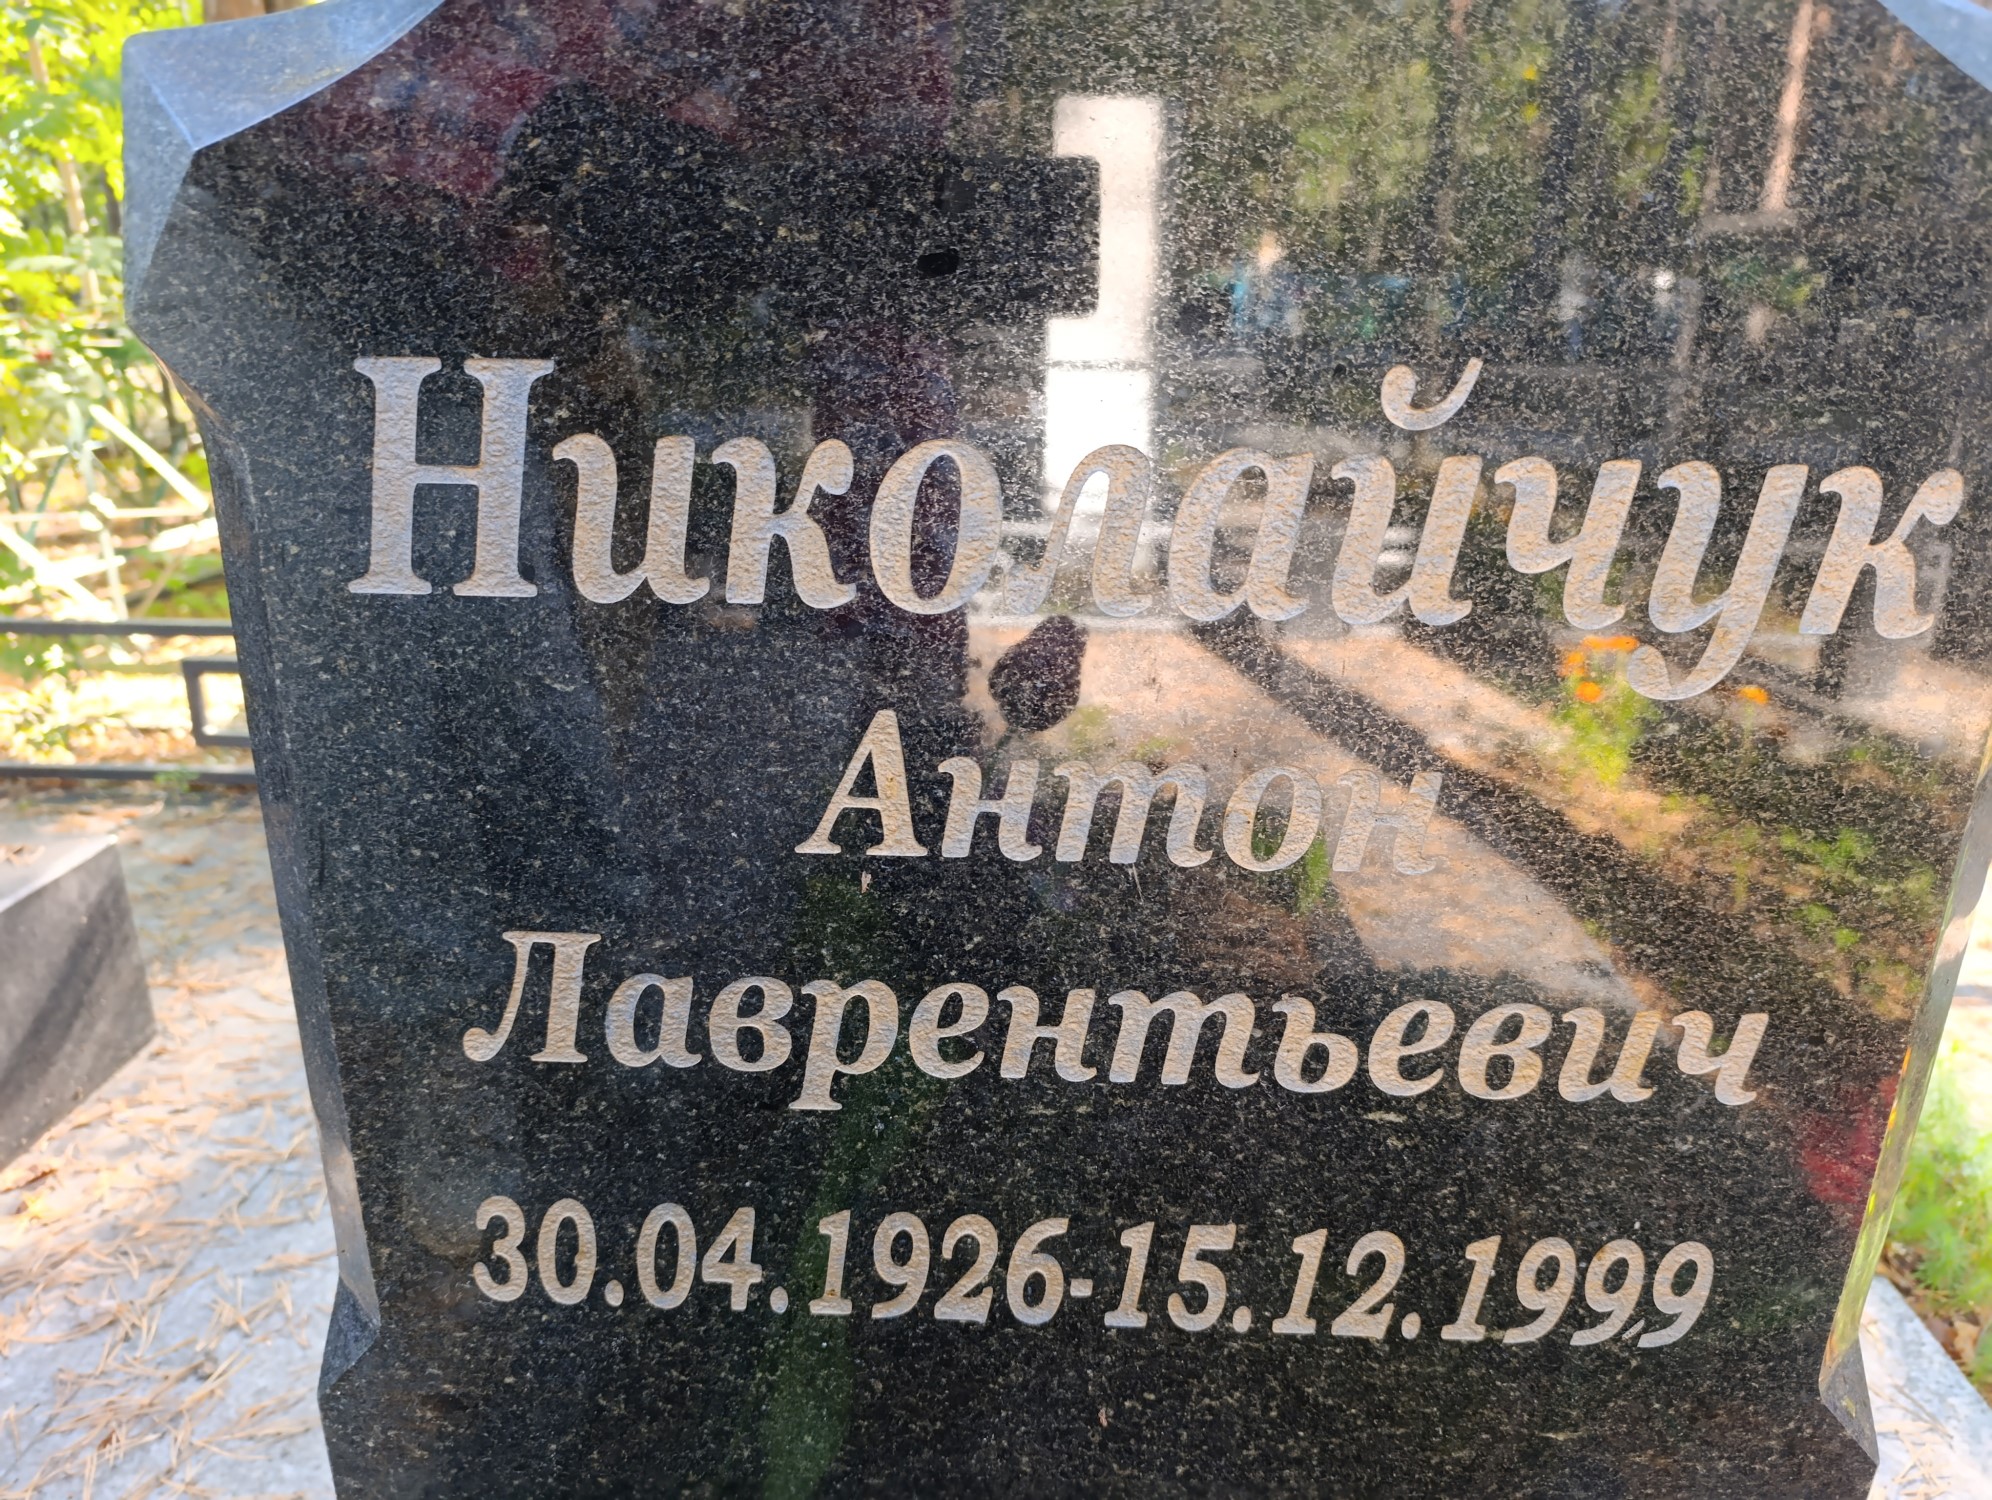 Николайчук
Антон
Лаврентьевич
30.04.1926-15.12.1999